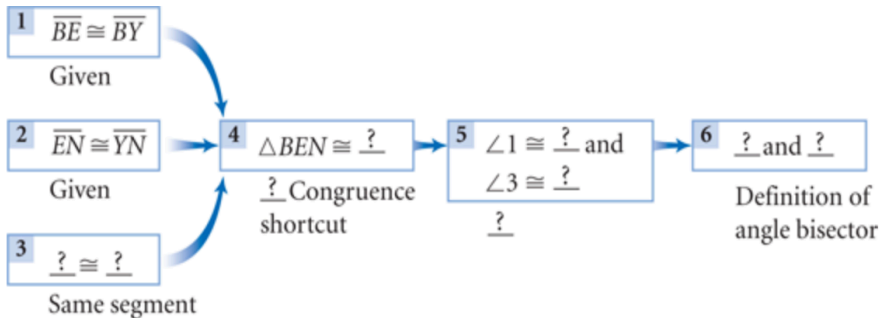 1 BE ≅ BY
Given
2 EN ≅ YN
Given
3 ? ≅ ?
Same segment
4 △BEN ≅ ?
? Congruence
shortcut
5 ∠1 ≅ ? and
∠3 ≅ ?
?
6 ? and ?
Definition of
angle bisector